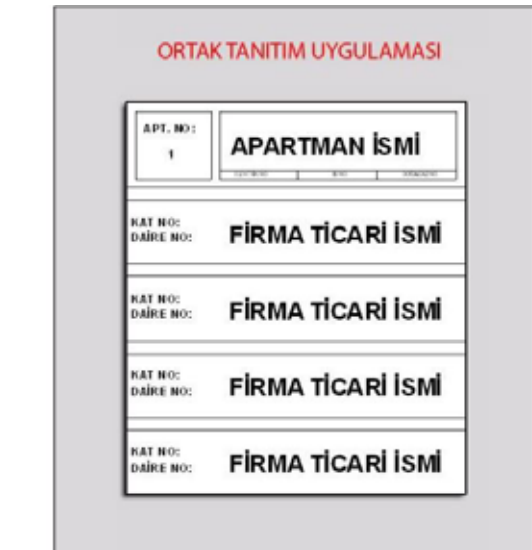 ORTAK TANITIM UYGULAMASI
APT. NO:
1
APARTMAN İSMİ
KAT NO:
DAİRE NO:
FİRMA TİCARİ İSMİ
KAT NO:
DAİRE NO:
FİRMA TİCARİ İSMİ
KAT NO:
DAİRE NO:
FİRMA TİCARİ İSMİ
KAT NO:
DAİRE NO:
FİRMA TİCARİ İSMİ